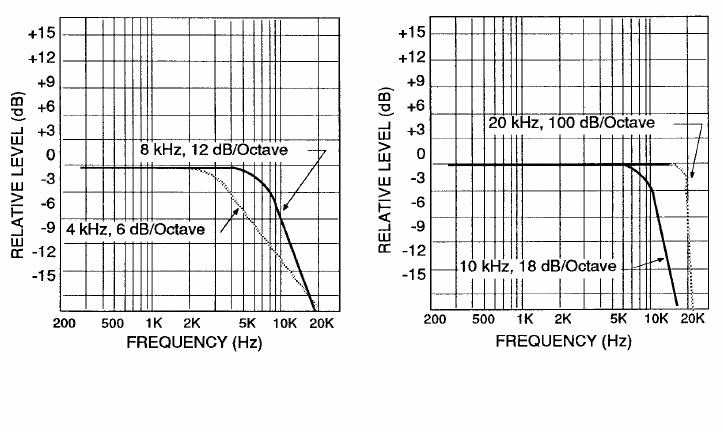 +15
+12
+9
+6
+3
0
-3
-6
-9
-12
-15
RELATIVE LEVEL (dB)
8 kHz, 12 dB/Octave
4 kHz, 6 dB/Octave
200 500 1K 2K 5K 10K 20K
FREQUENCY (Hz)
+15
+12
+9
+6
+3
0
-3
-6
-9
-12
-15
RELATIVE LEVEL (dB)
20 kHz, 100 dB/Octave
10 kHz, 18 dB/Octave
200 500 1K 2K 5K 10K 20K
FREQUENCY (Hz)